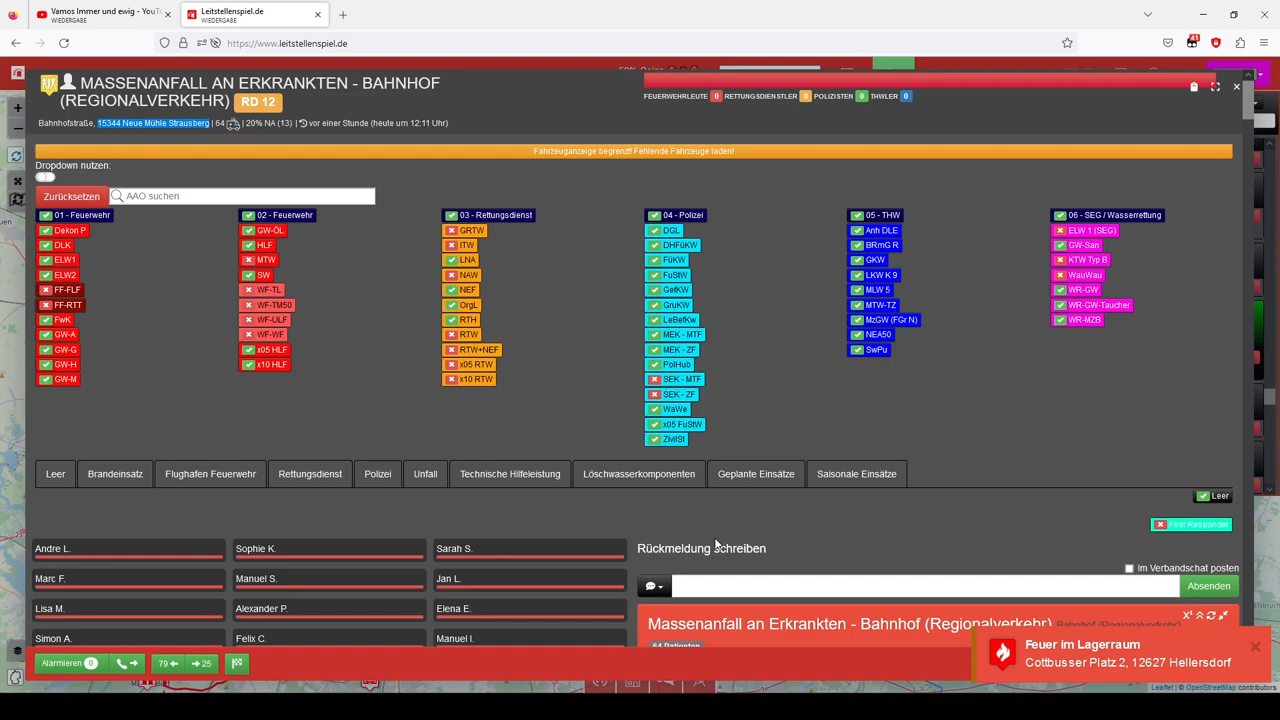 Vamos Immer und ewig - YouT
WIEDERGABE
Leitstellenspiel.de
WIEDERGABE
https://www.leitstellenspiel.de
41
MASSENANFALL AN ERKRANKTEN - BAHNHOF
(REGIONALVERKEHR) RD 12
FEUERWEHRLEUTE 0 RETTUNGSDIENSTLER 0 POLIZISTEN 0 THWLER 0
Bahnhofstraße, 15344 Neue Mühle Strausberg | 64 | 20% NA (13) | vor einer Stunde (heute um 12:11 Uhr)
Fahrzeuganzeige begrenzt! Fehlende Fahrzeuge laden!
Dropdown nutzen:
Zurücksetzen AAO suchen
01 - Feuerwehr
Dekon P
DLK
ELW1
ELW2
FF-FLF
FF-RTT
FwK
GW-A
GW-G
GW-H
GW-M
02 - Feuerwehr
GW-ÖL
HLF
MTW
SW
WF-TL
WF-TM50
WF-ULF
WF-WF
x05 HLF
x10 HLF
03 - Rettungsdienst
GRTW
ITW
LNA
NAW
NEF
OrgL
RTH
RTW
RTW+NEF
x05 RTW
x10 RTW
04 - Polizei
DGL
DHFüKW
FüKW
FuStW
GefKW
GruKW
LeBefKw
MEK - MTF
MEK - ZF
PolHub
SEK - MTF
SEK - ZF
WaWe
x05 FuStW
ZivilSt
05 - THW
Anh DLE
BRmG R
GKW
LKW K 9
MLW 5
MTW-TZ
MzGW (FGr N)
NEA50
SwPu
06 - SEG / Wasserrettung
ELW 1 (SEG)
GW-San
KTW Typ B
WauWau
WR-GW
WR-GW-Taucher
WR-MZB
Leer Brandeinsatz Flughafen Feuerwehr Rettungsdienst Polizei Unfall Technische Hilfeleistung Löschwasserkomponenten Geplante Einsätze Saisonale Einsätze
Leer
First Responder
Andre L. Sophie K. Sarah S.
Marc F. Manuel S. Jan L.
Lisa M. Alexander P. Elena E.
Simon A. Felix C. Manuel I.
Rückmeldung schreiben
Im Verbandschat posten
Absenden
Massenanfall an Erkrankten - Bahnhof (Regionalverkehr) Bahnhof (Regionalverkehr)
64 Patienten
Alarmieren 0
79
25
Feuer im Lagerraum
Cottbusser Platz 2, 12627 Hellersdorf
Leaflet | © OpenStreetMap contributors